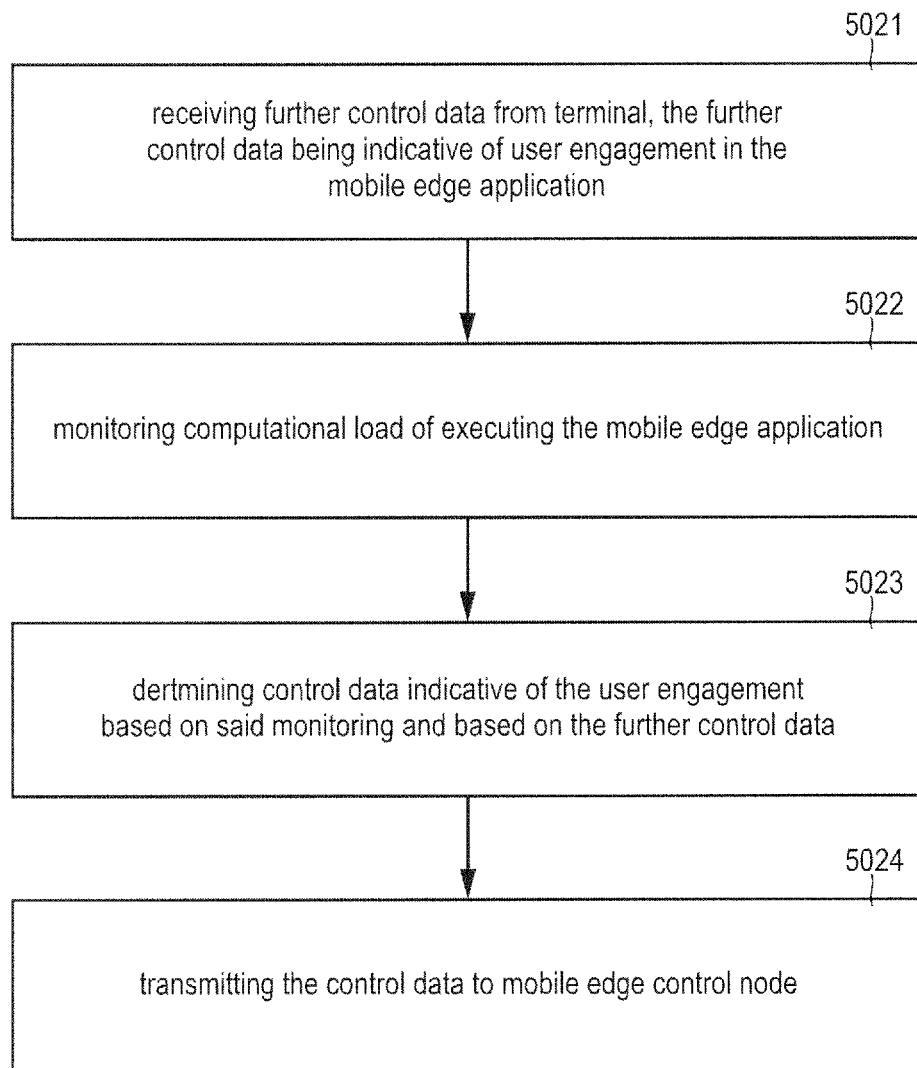 5021
receiving further control data from terminal, the further
control data being indicative of user engagement in the
mobile edge application
5022
monitoring computational load of executing the mobile edge application
5023
dertmining control data indicative of the user engagement
based on said monitoring and based on the further control data
5024
transmitting the control data to mobile edge control node